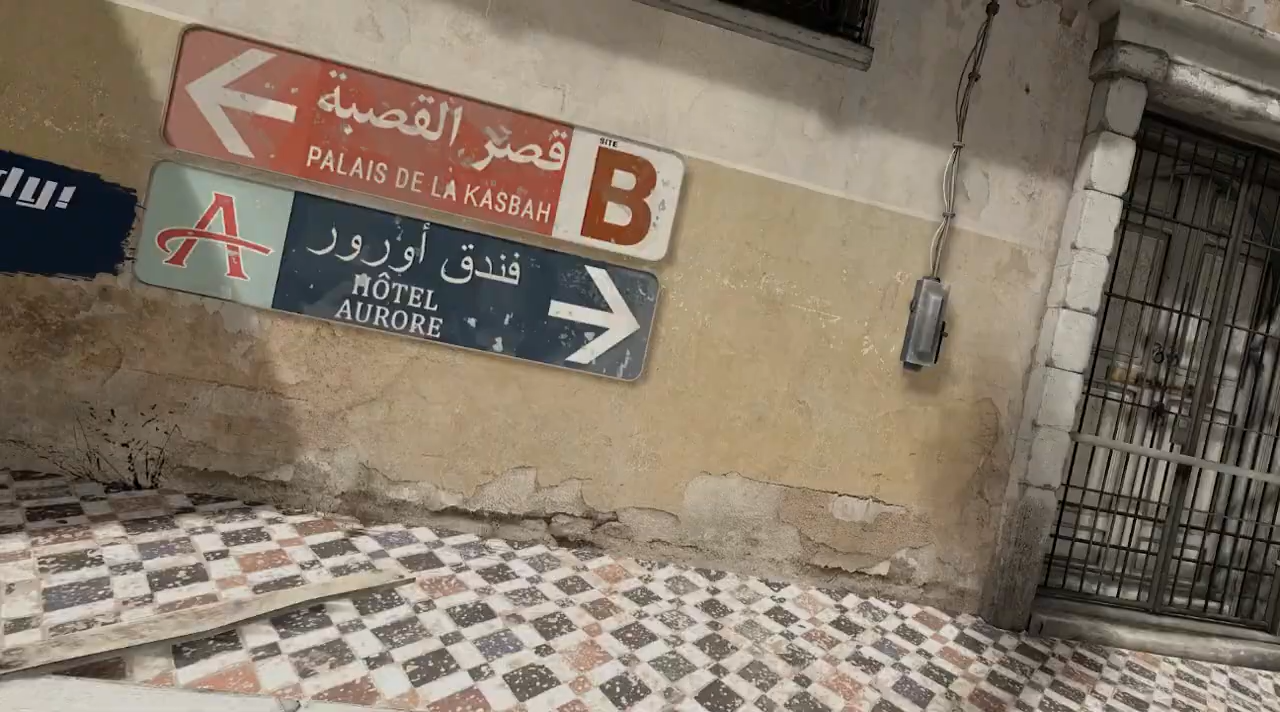 قصر القصبة
PALAIS DE LA KASBAH
SITE
B
A
فندق أورور
HÔTEL
AURORE